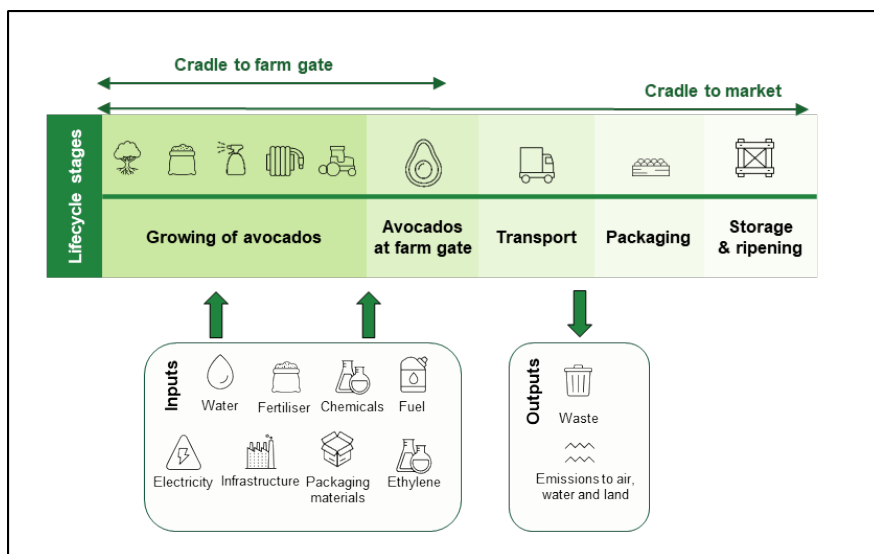 Cradle to farm gate
Cradle to market
Lifecycle stages
Growing of avocados
Avocados
at farm gate
Transport
Packaging
Storage
& ripening
Inputs
Water
Fertiliser
Chemicals
Fuel
Electricity
Infrastructure
Packaging
materials
Ethylene
Outputs
Waste
Emissions to air,
water and land